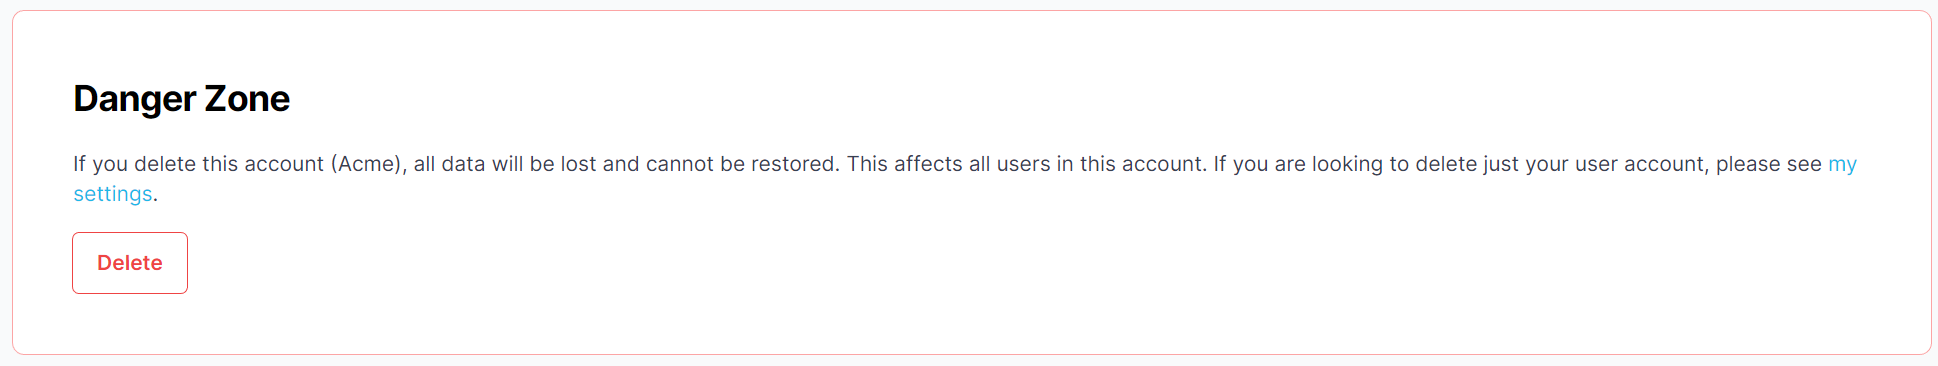 Danger Zone
If you delete this account (Acme), all data will be lost and cannot be restored. This affects all users in this account. If you are looking to delete just your user account, please see my
settings.
Delete